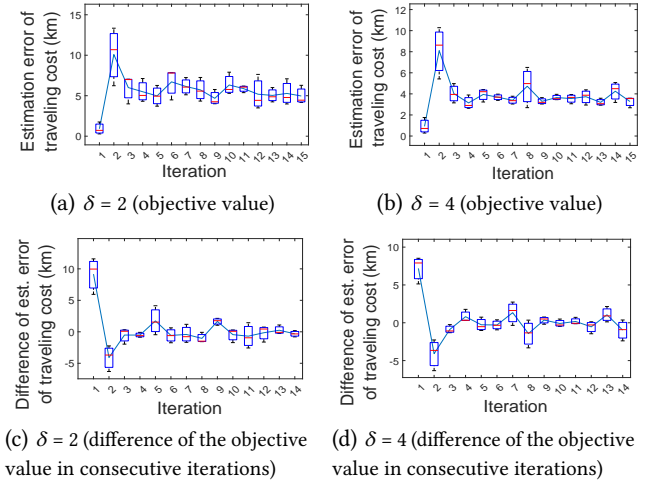 Estimation error of
traveling cost (km)
15
10
5
0
1 2 3 4 5 6 7 8 9 10 11 12 13 14 15
Iteration
(a) δ = 2 (objective value)
Estimation error of
traveling cost (km)
12
10
8
6
4
2
0
1 2 3 4 5 6 7 8 9 10 11 12 13 14 15
Iteration
(b) δ = 4 (objective value)
Difference of est. error
of traveling cost (km)
10
5
0
-5
1 2 3 4 5 6 7 8 9 10 11 12 13 14
Iteration
(c) δ = 2 (difference of the objective
value in consecutive iterations)
Difference of est. error
of traveling cost (km)
10
5
0
-5
1 2 3 4 5 6 7 8 9 10 11 12 13 14
Iteration
(d) δ = 4 (difference of the objective
value in consecutive iterations)